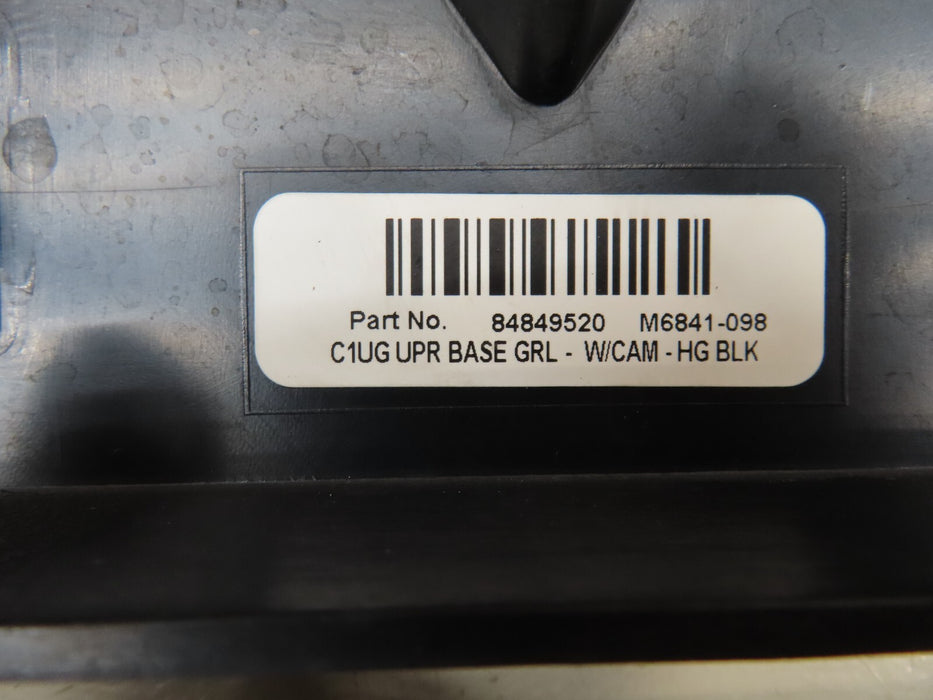 Part No. 84849520 M6841-098
C1UG UPR BASE GRL - W/CAM - HG BLK